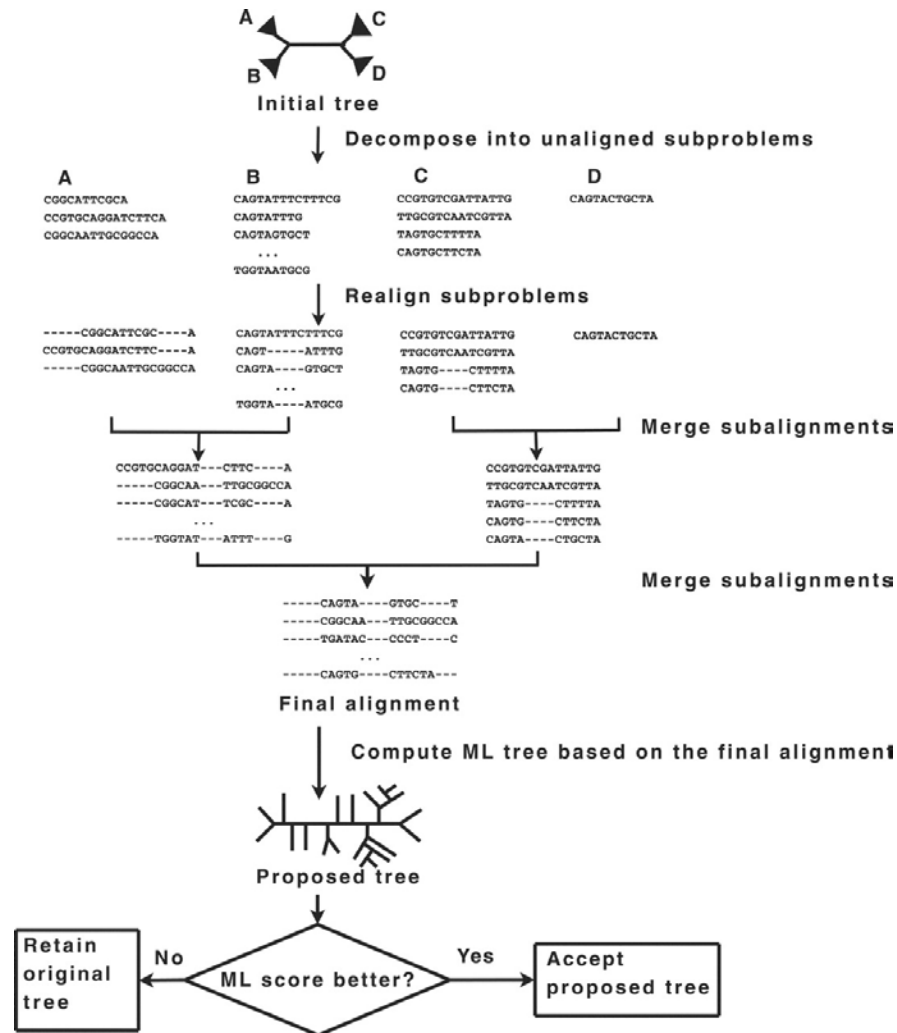 A
C
B
D
Initial tree
Decompose into unaligned subproblems
A
B
C
D
CGGCATTCGCA
CCGTGCAGGATCTTCA
CGGCAATTGCGGCCA
CAGTATTTCTTTCG
CAGTATTTG
CAGTAGTGCT
...
TGGTAATGCG
CCGTGTCGATTATTG
TTGCGTCAATCGTTA
TAGTGCTTTTA
CAGTGCTTCTA
CAGTACTGCTA
Realign subproblems
-----CGGCATTCGC----A
CCGTGCAGGATCTTC----A
-----CGGCAATTGCGGCCA
CAGTATTTCTTTCG
CAGT-----ATTTG
CAGTA----GTGCT
...
TGGTA----ATGCG
CCGTGTCGATTATTG
TTGCGTCAATCGTTA
TAGTG----CTTTTA
CAGTG----CTTCTA
CAGTACTGCTA
Merge subalignments
CCGTGCAGGAT---CTTC----A
-----CGGCAA---TTGCGGCCA
-----CGGCAT---TCGC----A
...
-----TGGTAT---ATTT----G
CCGTGTCGATTATTG
TTGCGTCAATCGTTA
TAGTG----CTTTTA
CAGTG----CTTCTA
CAGTA----CTGCTA
Merge subalignments
-----CAGTA----GTGC----T
-----CGGCAA---TTGCGGCCA
-----TGATAC---CCCT----C
...
-----CAGTG----CTTCTA---
Final alignment
Compute ML tree based on the final alignment
Proposed tree
Retain
original
tree
No
ML score better?
Yes
Accept
proposed tree